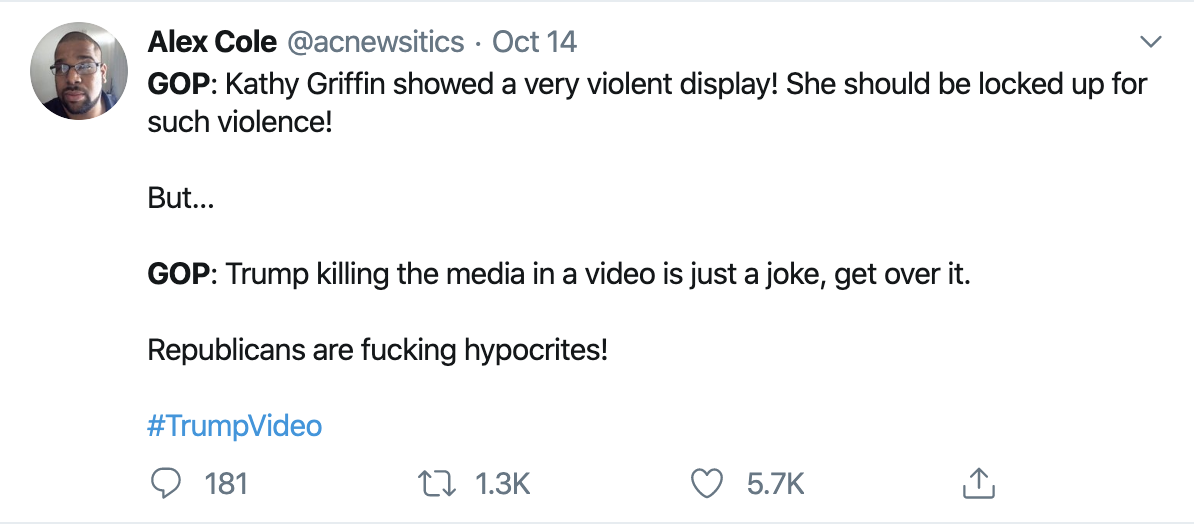 Alex Cole @acnewsitics · Oct 14
GOP: Kathy Griffin showed a very violent display! She should be locked up for
such violence!
But...
GOP: Trump killing the media in a video is just a joke, get over it.
Republicans are fucking hypocrites!
#TrumpVideo
181 1.3K 5.7K